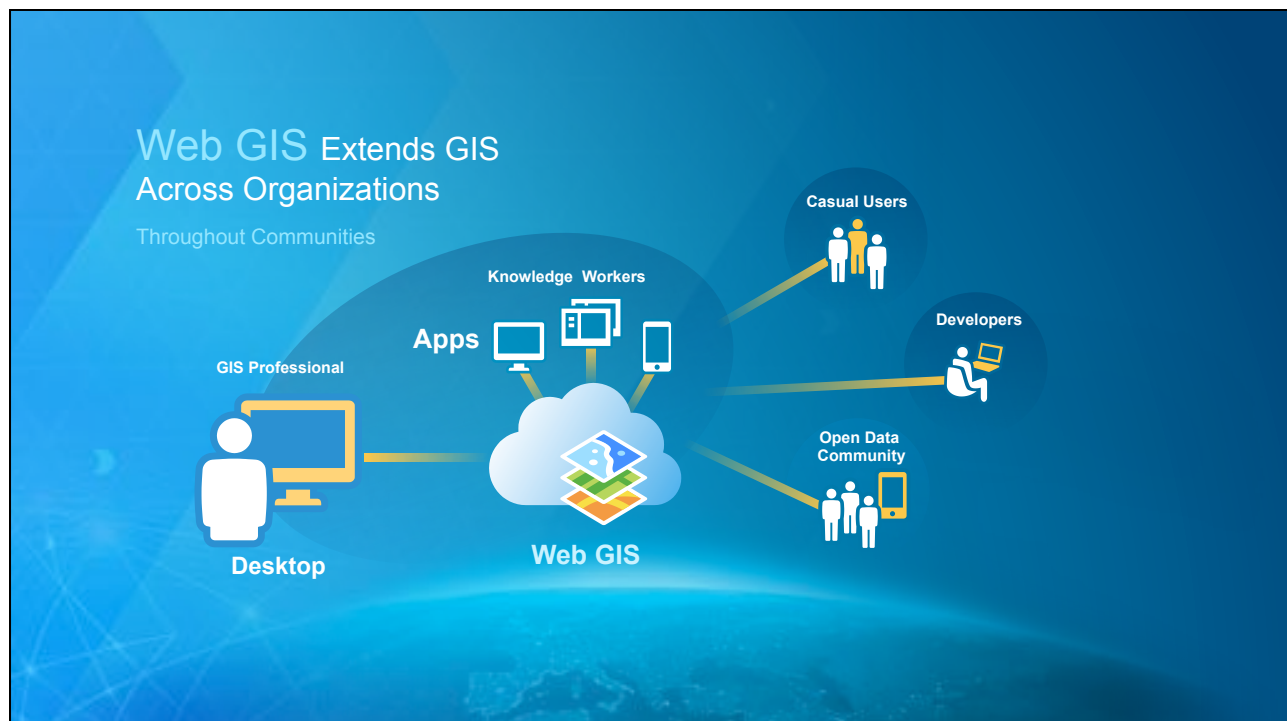 Web GIS Extends GIS
Across Organizations
Throughout Communities
Casual Users
Knowledge Workers
Apps
Developers
GIS Professional
Open Data
Community
Web GIS
Desktop